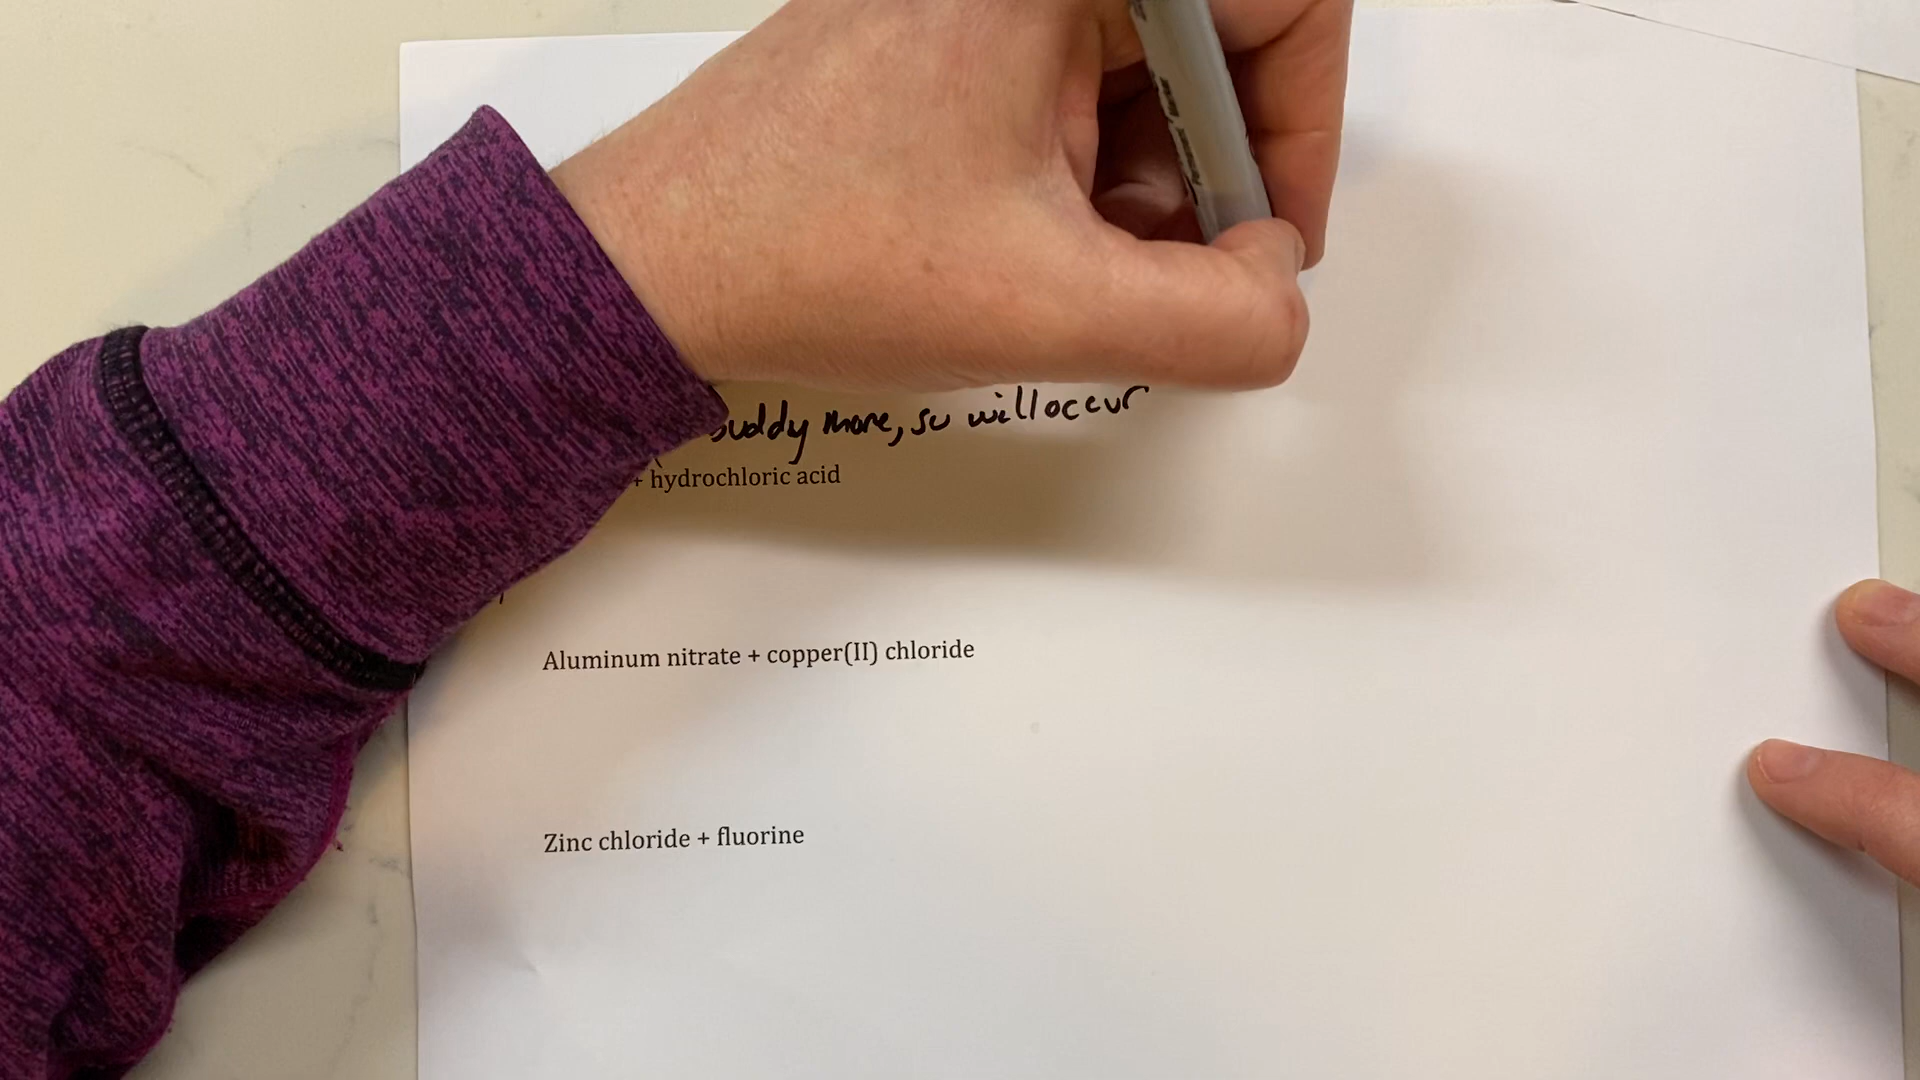 buddy more, so will occur
+ hydrochloric acid
Aluminum nitrate + copper(II) chloride
Zinc chloride + fluorine